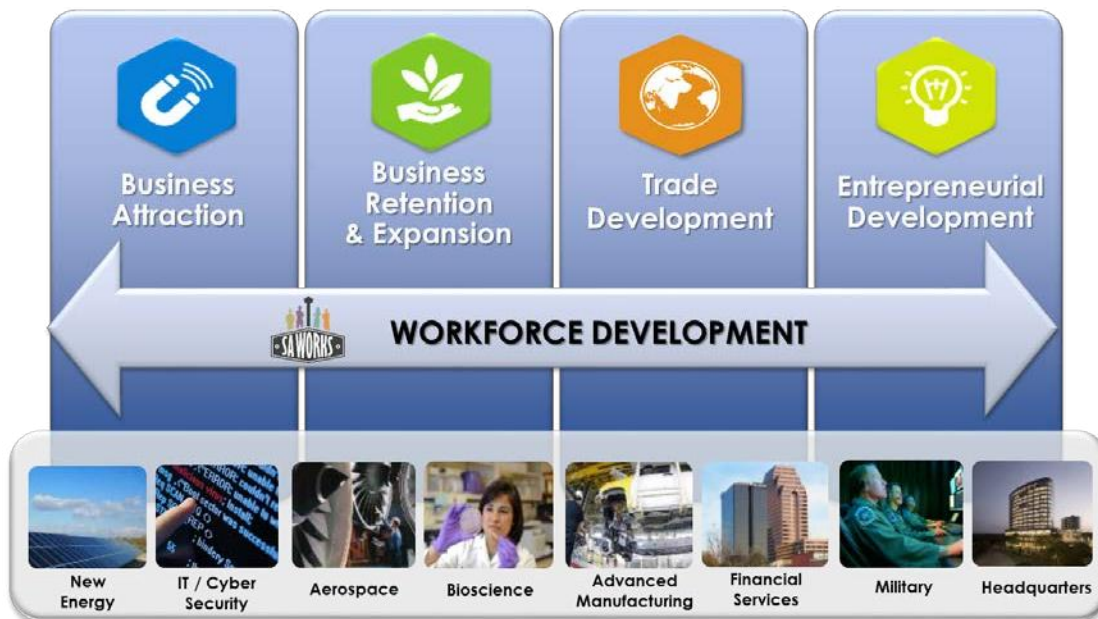 Business
Attraction
Business
Retention
& Expansion
Trade
Development
Entrepreneurial
Development
SA WORKS
WORKFORCE DEVELOPMENT
New
Energy
IT / Cyber
Security
Aerospace
Bioscience
Advanced
Manufacturing
Financial
Services
Military
Headquarters